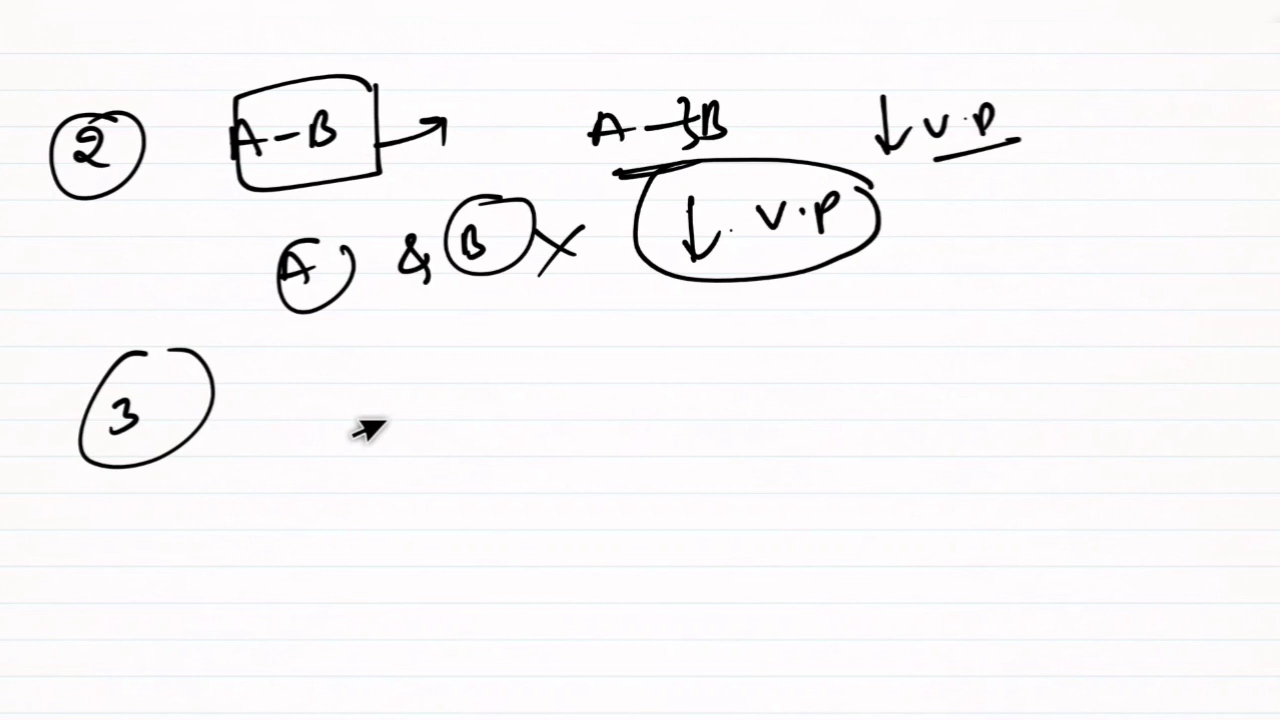 ② A-B → A-}B ↓ V.P
A & B X ↓ V.P
③